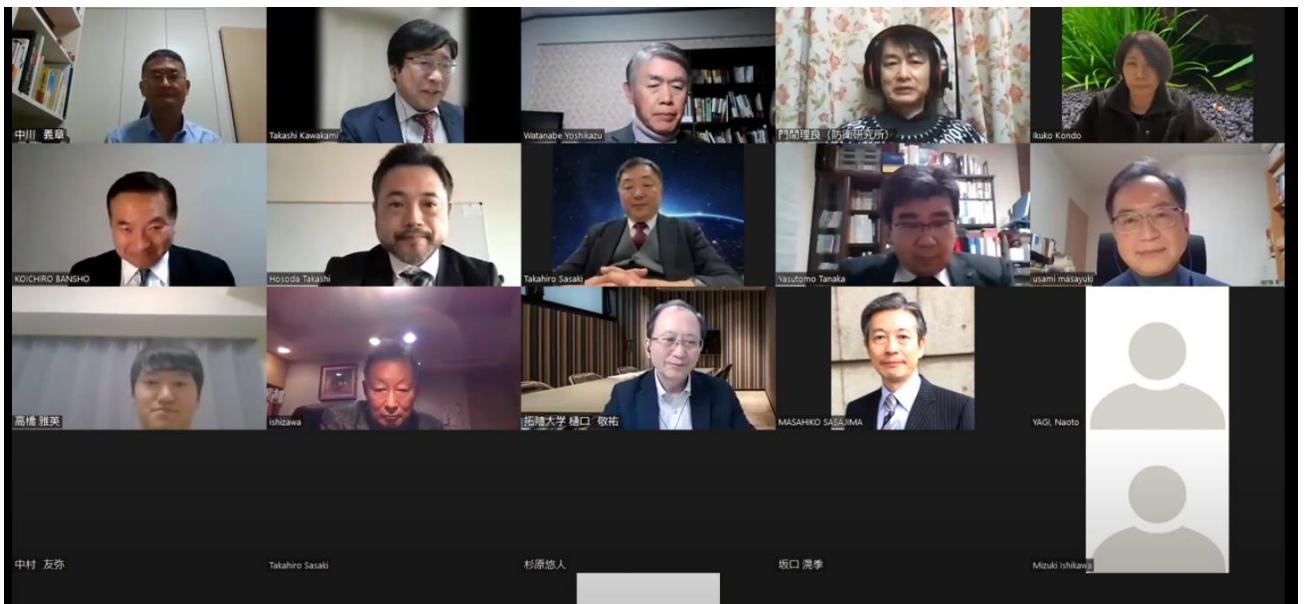 中川 義章
Takashi Kawakami
Watanabe Yoshikazu
門間理良（防衛研究所）
Ikuko Kondo
KOICHIRO BANSHO
Hosoda Takashi
Takahiro Sasaki
Yasutomo Tanaka
usami masayuki
高橋 雅英
ishizawa
拓殖大学 樋口 敬祐
MASAHIKO SASAJIMA
YAGI, Naoto
中村 友弥
Takahiro Sasaki
杉原悠人
坂口 滉季
Mizuki Ishikawa